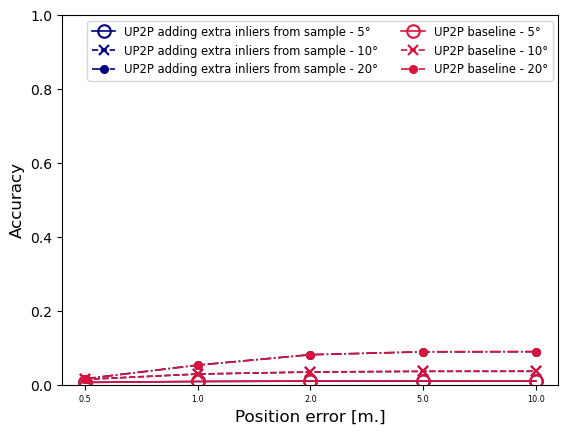 UP2P adding extra inliers from sample - 5°
UP2P adding extra inliers from sample - 10°
UP2P adding extra inliers from sample - 20°
UP2P baseline - 5°
UP2P baseline - 10°
UP2P baseline - 20°
1.0
0.8
0.6
0.4
0.2
0.0
Accuracy
0.5 1.0 2.0 5.0 10.0
Position error [m.]